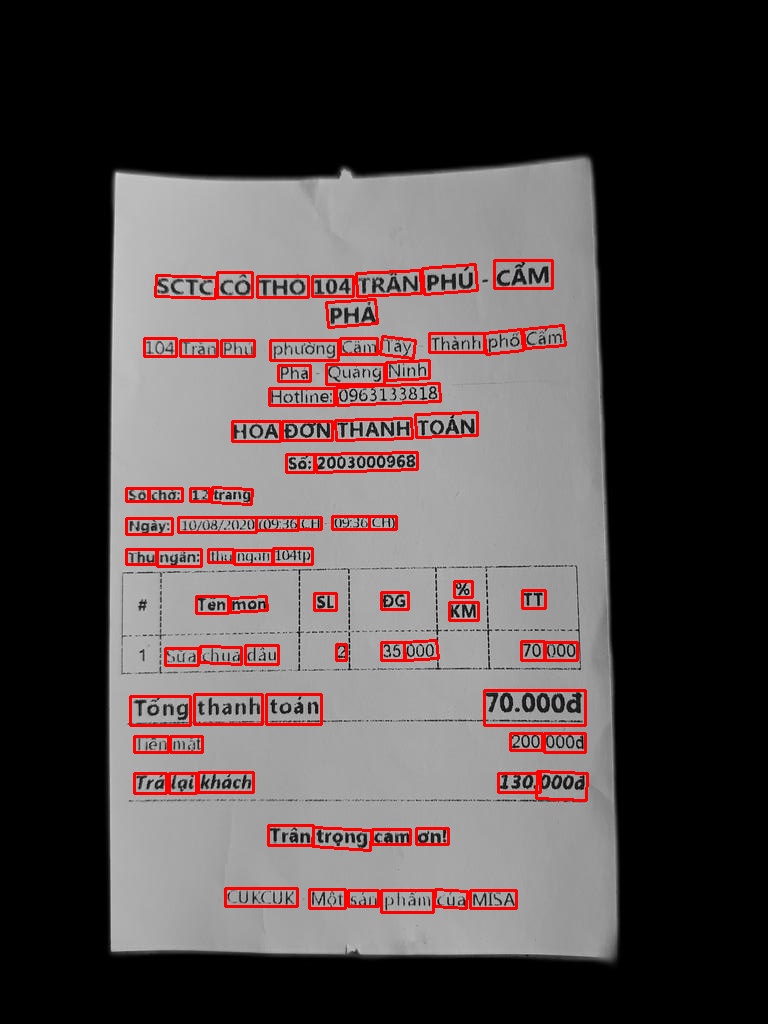 SCTC CÔ THO 104 TRẦN PHÚ - CẨM
PHẢ
104 Trần Phú - phường Cẩm Tây - Thành phố Cẩm
Phả - Quảng Ninh
Hotline: 0963133818
HOA ĐƠN THANH TOÁN
Số: 2003000968
Số chờ: 12 trang
Ngày: 10/08/2020 (09:36 CH - 09:36 CH)
Thu ngân: thu ngan 104tp
# Tên món SL ĐG % KM TT
1 Sữa chua dâu 2 35.000 70.000
Tổng thanh toán 70.000đ
Tiền mặt 200.000đ
Trả lại khách 130.000đ
Trân trọng cảm ơn!
CUKCUK - Một sản phẩm của MISA